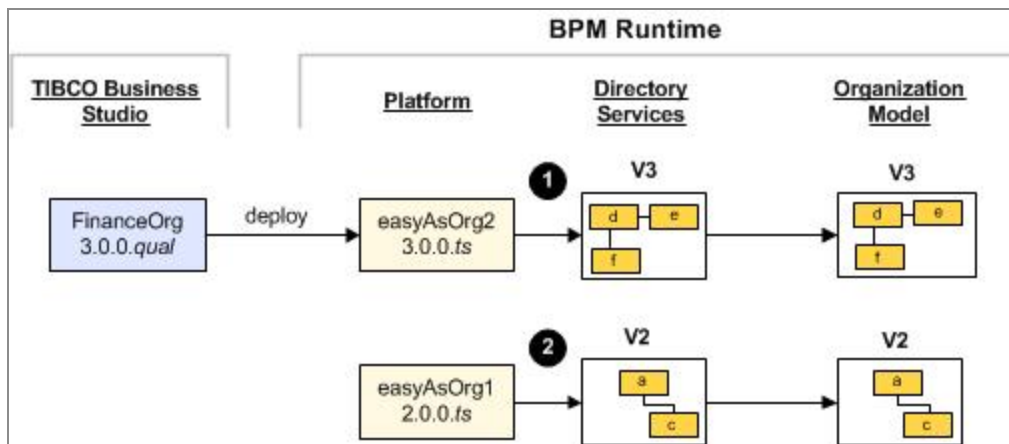 BPM Runtime
TIBCO Business
Studio
Platform
Directory
Services
Organization
Model
FinanceOrg
3.0.0.qual
deploy
easyAsOrg2
3.0.0.ts
1
V3
d
e
f
V3
d
e
f
easyAsOrg1
2.0.0.ts
2
V2
a
c
V2
a
c